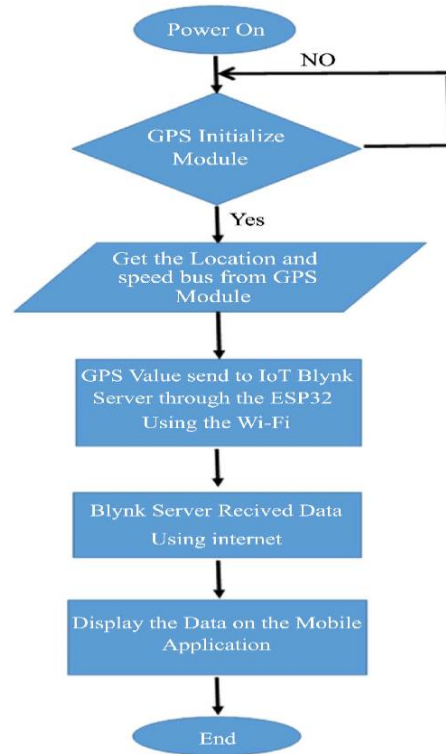 Power On
NO
GPS Initialize
Module
Yes
Get the Location and
speed bus from GPS
Module
GPS Value send to IoT Blynk
Server through the ESP32
Using the Wi-Fi
Blynk Server Recived Data
Using internet
Display the Data on the Mobile
Application
End